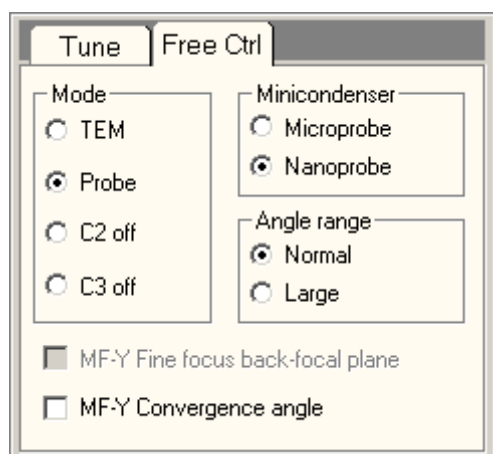 Tune
Free Ctrl
Mode
TEM
Probe
C2 off
C3 off
Minicondenser
Microprobe
Nanoprobe
Angle range
Normal
Large
MF-Y Fine focus back-focal plane
MF-Y Convergence angle